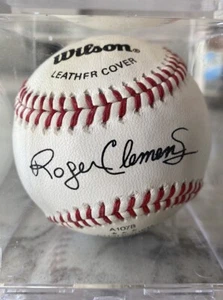 Wilson
LEATHER COVER
Roger Clemens
A1078